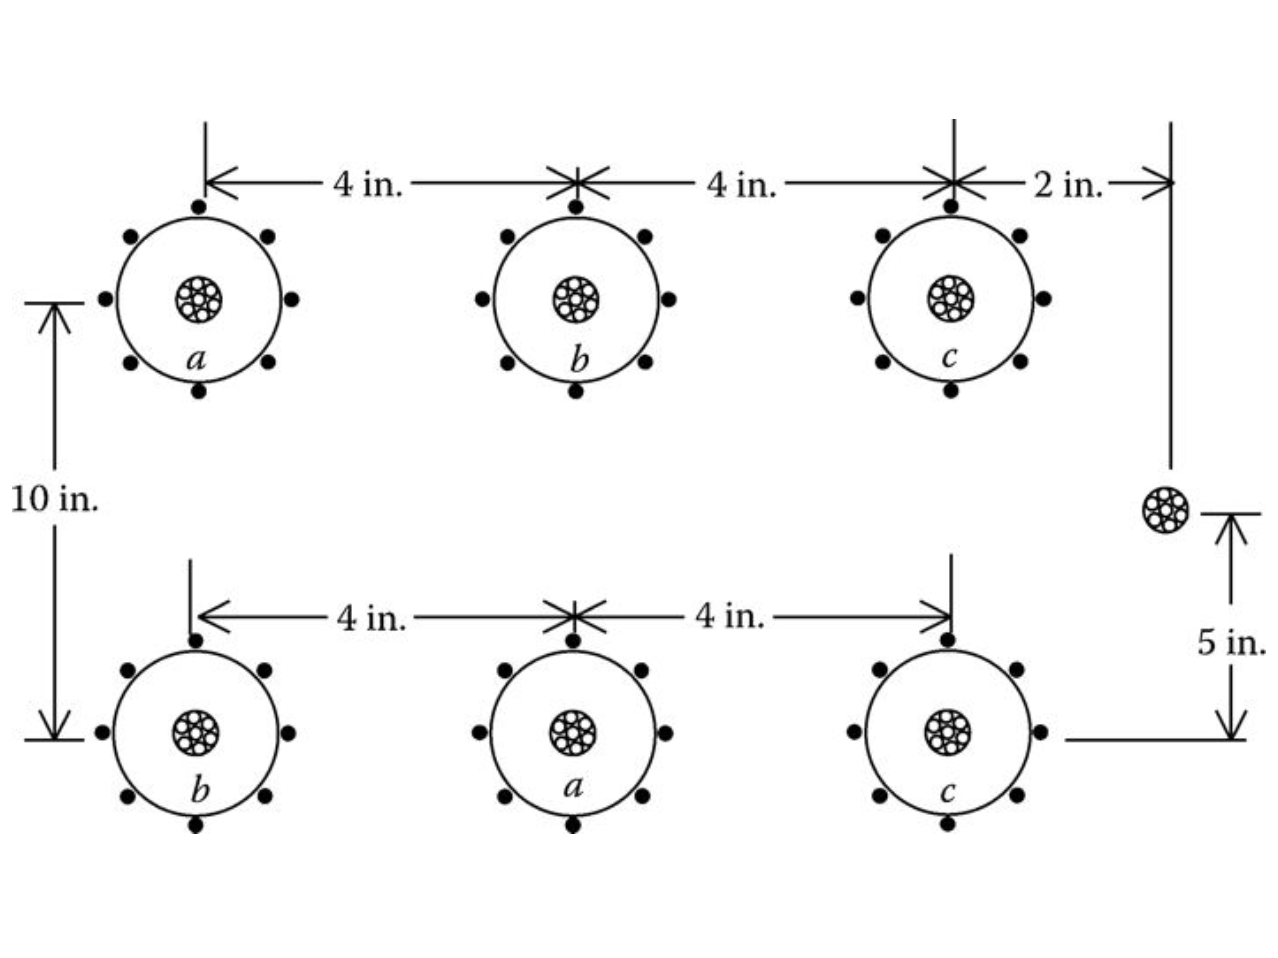 4 in. 4 in. 2 in.
a b c
10 in.
4 in. 4 in.
5 in.
b a c